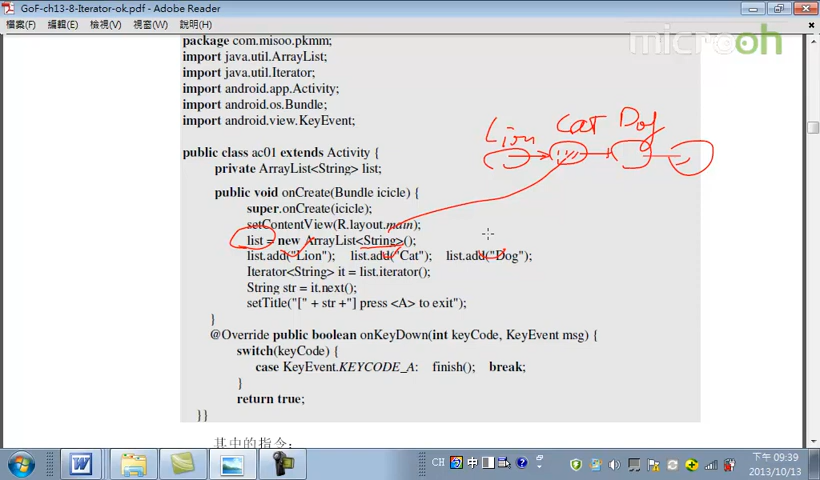 GoF-ch13-8-Iterator-ok.pdf - Adobe Reader
檔案(F) 編輯(E) 檢視(V) 視窗(W) 說明(H)
microoh
package com.misoo.pkmm;
import java.util.ArrayList;
import java.util.Iterator;
import android.app.Activity;
import android.os.Bundle;
import android.view.KeyEvent;
Lion Cat Dog
public class ac01 extends Activity {
private ArrayList<String> list;
public void onCreate(Bundle icicle) {
super.onCreate(icicle);
setContentView(R.layout.main);
list = new ArrayList<String>();
list.add("Lion"); list.add("Cat"); list.add("Dog");
Iterator<String> it = list.iterator();
String str = it.next();
setTitle("[" + str +"] press <A> to exit");
}
@Override public boolean onKeyDown(int keyCode, KeyEvent msg) {
switch(keyCode) {
case KeyEvent.KEYCODE_A: finish(); break;
}
return true;
}}
其中的指令:
CH 中
下午 09:39
2013/10/13